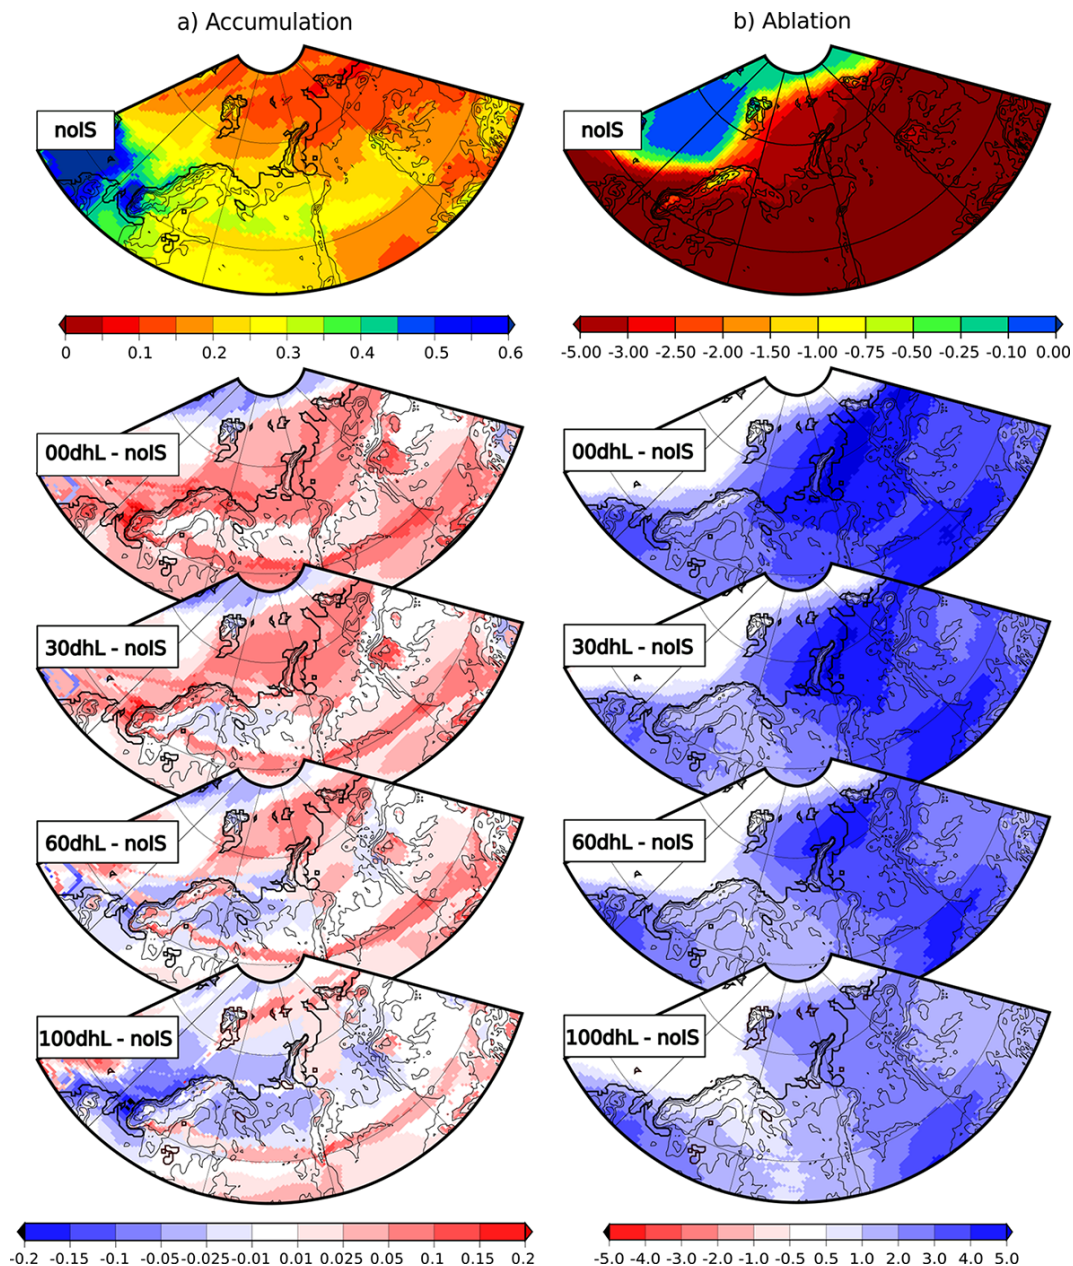 a) Accumulation
b) Ablation
noIS
noIS
0 0.1 0.2 0.3 0.4 0.5 0.6
-5.00 -3.00 -2.50 -2.00 -1.50 -1.00 -0.75 -0.50 -0.25 -0.10 0.00
00dhL - noIS
00dhL - noIS
30dhL - noIS
30dhL - noIS
60dhL - noIS
60dhL - noIS
100dhL - noIS
100dhL - noIS
-0.2 -0.15 -0.1 -0.05 -0.025 -0.01 0.01 0.025 0.05 0.1 0.15 0.2
-5.0 -4.0 -3.0 -2.0 -1.0 -0.5 0.5 1.0 2.0 3.0 4.0 5.0